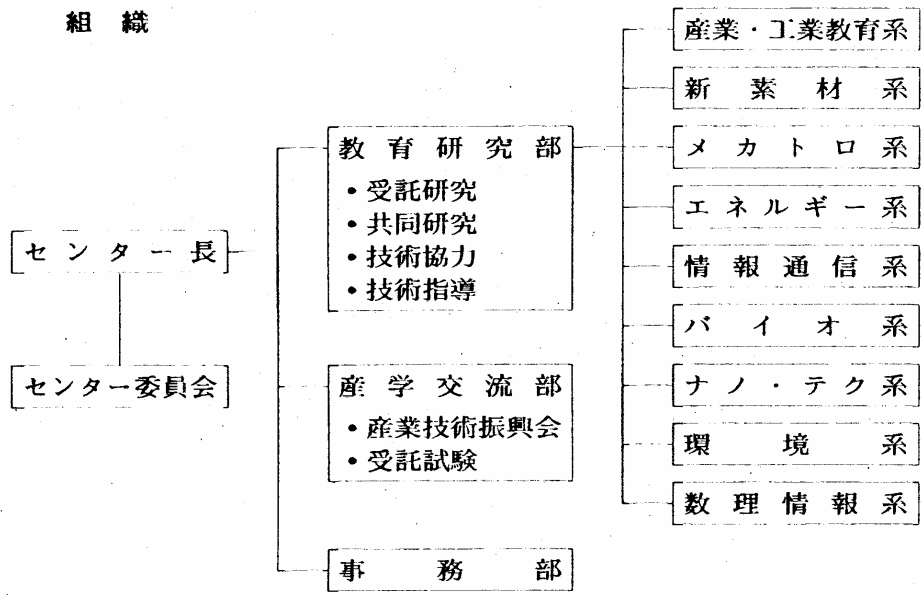 組織
センター長
センター委員会
教育研究部
・受託研究
・共同研究
・技術協力
・技術指導
産学交流部
・産業技術振興会
・受託試験
事務部
産業・工業教育系
新素材系
メカトロ系
エネルギー系
情報通信系
バイオ系
ナノ・テク系
環境系
数理情報系